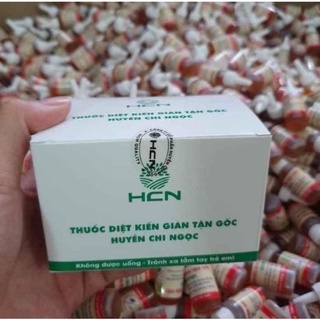 HCN
HCN
THUỐC DIỆT KIẾN GIÁN TẬN GỐC
HUYỀN CHI NGỌC
Không được uống - Tránh xa tầm tay trẻ em!